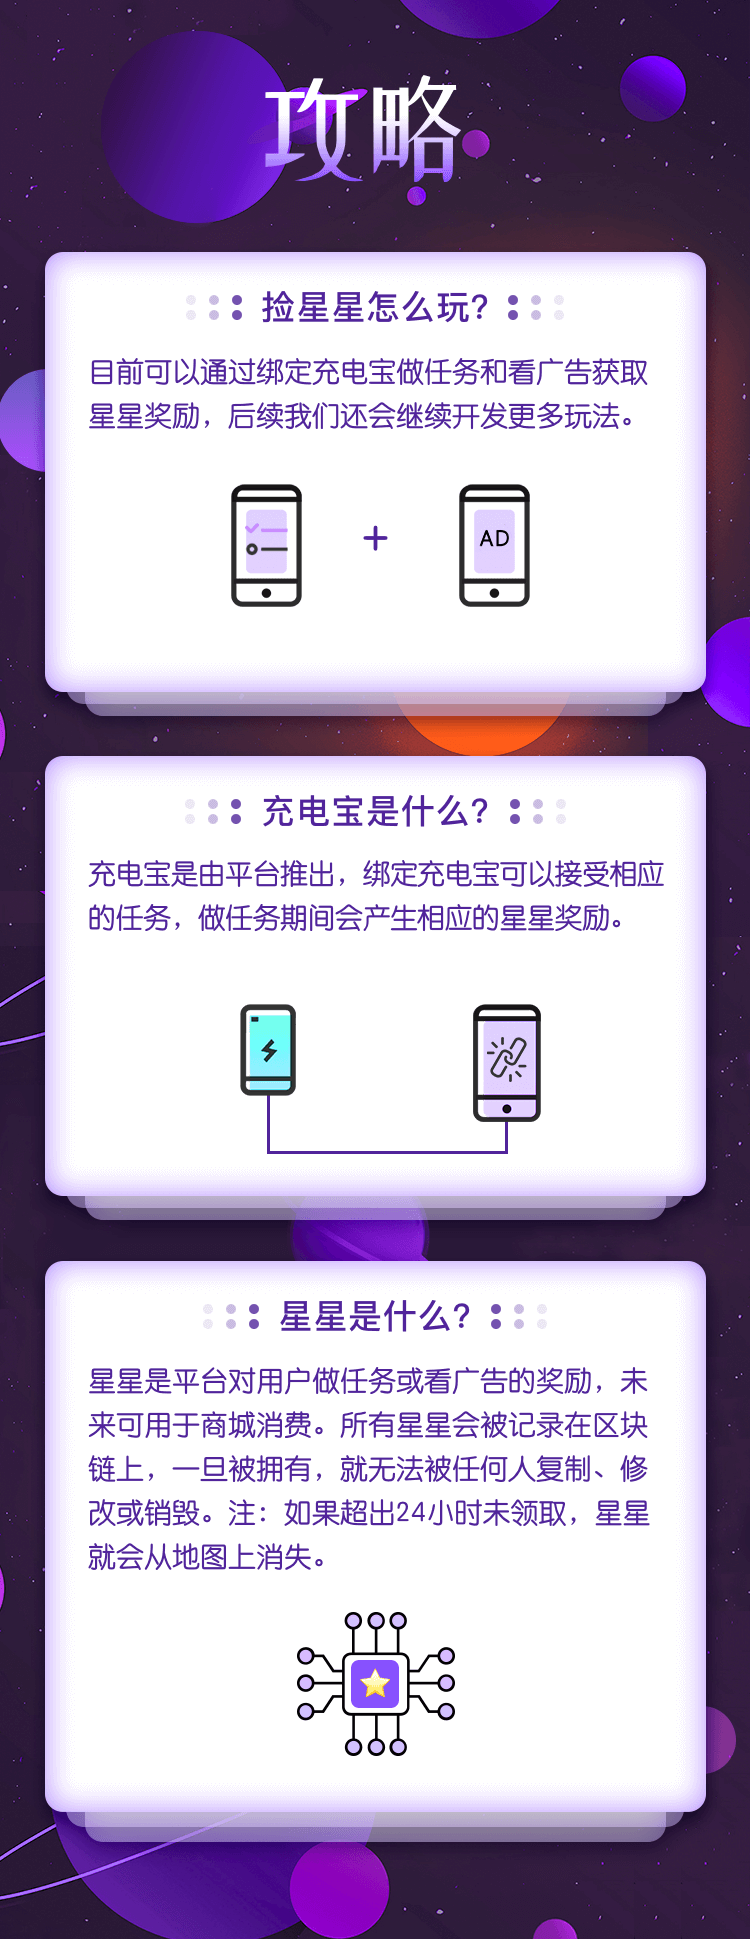 攻略
捡星星怎么玩?
目前可以通过绑定充电宝做任务和看广告获取
星星奖励，后续我们还会继续开发更多玩法。
+
AD
充电宝是什么?
充电宝是由平台推出，绑定充电宝可以接受相应
的任务，做任务期间会产生相应的星星奖励。
星星是什么?
星星是平台对用户做任务或看广告的奖励，未
来可用于商城消费。所有星星会被记录在区块
链上，一旦被拥有，就无法被任何人复制、修
改或销毁。注：如果超出24小时未领取，星星
就会从地图上消失。